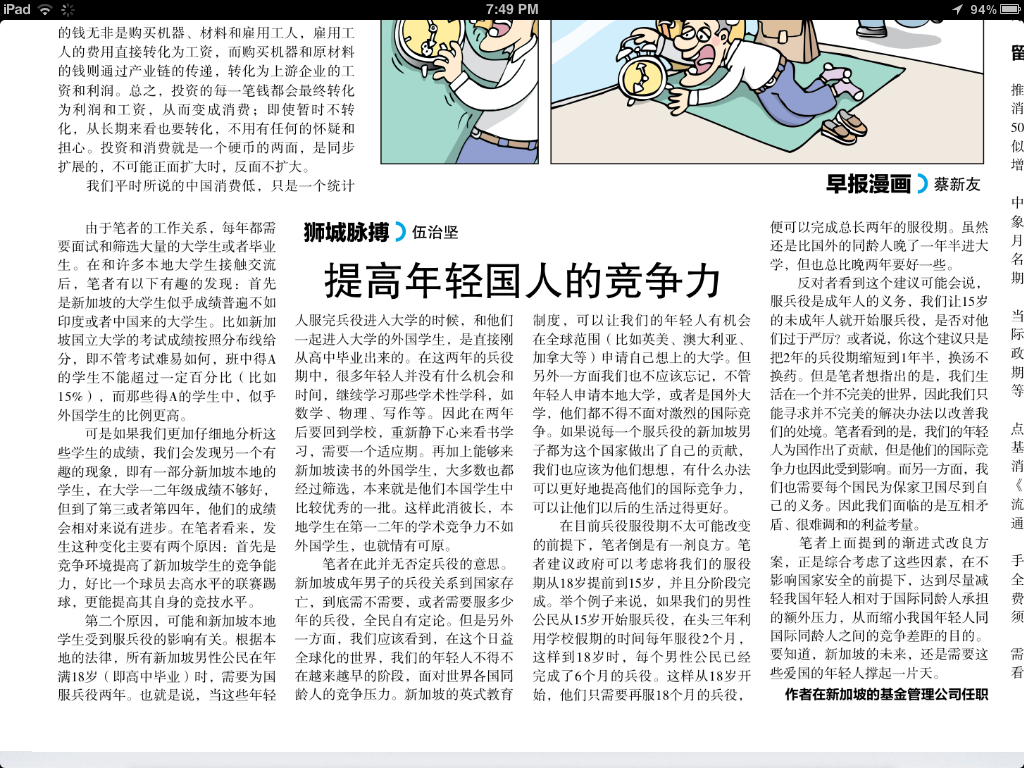 iPad
7:49 PM
94%
的钱无非是购买机器、材料和雇用工人，雇用工
人的费用直接转化为工资，而购买机器和原材料
的钱则通过产业链的传递，转化为上游企业的工
资和利润。总之，投资的每一笔钱都会最终转化
为利润和工资，从而变成消费；即使暂时不转
化，从长期来看也要转化，不用有任何的怀疑和
担心。投资和消费就是一个硬币的两面，是同步
扩展的，不可能正面扩大时，反面不扩大。
我们平时所说的中国消费低，只是一个统计
早报漫画 蔡新友
狮城脉搏 伍治坚
提高年轻国人的竞争力
由于笔者的工作关系，每年都需
要面试和筛选大量的大学生或者毕业
生。在和许多本地大学生接触交流
后，笔者有以下有趣的发现：首先
是新加坡的大学生似乎成绩普遍不如
印度或者中国来的大学生。比如新加
坡国立大学的考试成绩按照分布线给
分，即不管考试难易如何，班中得A
的学生不能超过一定百分比（比如
15%），而那些得A的学生中，似乎
外国学生的比例更高。
可是如果我们更加仔细地分析这
些学生的成绩，我们会发现另一个有
趣的现象，即有一部分新加坡本地的
学生，在大学一二年级成绩不够好，
但到了第三或者第四年，他们的成绩
会相对来说有进步。在笔者看来，发
生这种变化主要有两个原因：首先是
竞争环境提高了新加坡学生的竞争能
力，好比一个球员去高水平的联赛踢
球，更能提高其自身的竞技水平。
第二个原因，可能和新加坡本地
学生受到服兵役的影响有关。根据本
地的法律，所有新加坡男性公民在年
满18岁（即高中毕业）时，需要为国
服兵役两年。也就是说，当这些年轻
人服完兵役进入大学的时候，和他们
一起进入大学的外国学生，是直接刚
从高中毕业出来的。在这两年的兵役
期中，很多年轻人并没有什么机会和
时间，继续学习那些学术性学科，如
数学、物理、写作等。因此在两年
后要回到学校，重新静下心来看书学
习，需要一个适应期。再加上能够来
新加坡读书的外国学生，大多数也都
经过筛选，本来就是他们本国学生中
比较优秀的一批。这样此消彼长，本
地学生在第一二年的学术竞争力不如
外国学生，也就情有可原。
笔者在此并无否定兵役的意思。
新加坡成年男子的兵役关系到国家存
亡，到底需不需要，或者需要服多少
年的兵役，全民自有定论。但是另外
一方面，我们应该看到，在这个日益
全球化的世界，我们的年轻人不得不
在越来越早的阶段，面对世界各国同
龄人的竞争压力。新加坡的英式教育
制度，可以让我们的年轻人有机会
在全球范围（比如英美、澳大利亚、
加拿大等）申请自己想上的大学。但
另外一方面我们也不应该忘记，不管
年轻人申请本地大学，或者是国外大
学，他们都不得不面对激烈的国际竞
争。如果说每一个服兵役的新加坡男
子都为这个国家做出了自己的贡献，
我们也应该为他们想想，有什么办法
可以更好地提高他们的国际竞争力，
可以让他们以后的生活过得更好。
在目前兵役服役期不太可能改变
的前提下，笔者倒是有一剂良方。笔
者建议政府可以考虑将我们的服役
期从18岁提前到15岁，并且分阶段完
成。举个例子来说，如果我们的男性
公民从15岁开始服兵役，在头三年利
用学校假期的时间每年服役2个月，
这样到18岁时，每个男性公民已经
完成了6个月的兵役。这样从18岁开
始，他们只需要再服18个月的兵役，
便可以完成总长两年的服役期。虽然
还是比国外的同龄人晚了一年半进大
学，但也总比晚两年要好一些。
反对者看到这个建议可能会说，
服兵役是成年人的义务，我们让15岁
的未成年人就开始服兵役，是否对他
们过于严厉？或者说，你这个建议只是
把2年的兵役期缩短到1年半，换汤不
换药。但是笔者想指出的是，我们生
活在一个并不完美的世界，因此我们只
能寻求并不完美的解决办法以改善我
们的处境。笔者看到的是，我们的年轻
人为国作出了贡献，但是他们的国际竞
争力也因此受到影响。而另一方面，我
们也需要每个国民为保家卫国尽到自
己的义务。因此我们面临的是互相矛
盾、很难调和的利益考量。
笔者上面提到的渐进式改良方
案，正是综合考虑了这些因素，在不
影响国家安全的前提下，达到尽量减
轻我国年轻人相对于国际同龄人承担
的额外压力，从而缩小我国年轻人同
国际同龄人之间的竞争差距的目的。
要知道，新加坡的未来，还是需要这
些爱国的年轻人撑起一片天。
作者在新加坡的基金管理公司任职
留
推
消
50
似
增
中
象
月
名
期
当
际
政
期
等
点
基
消
《
流
通
手
全
费
须
需
看